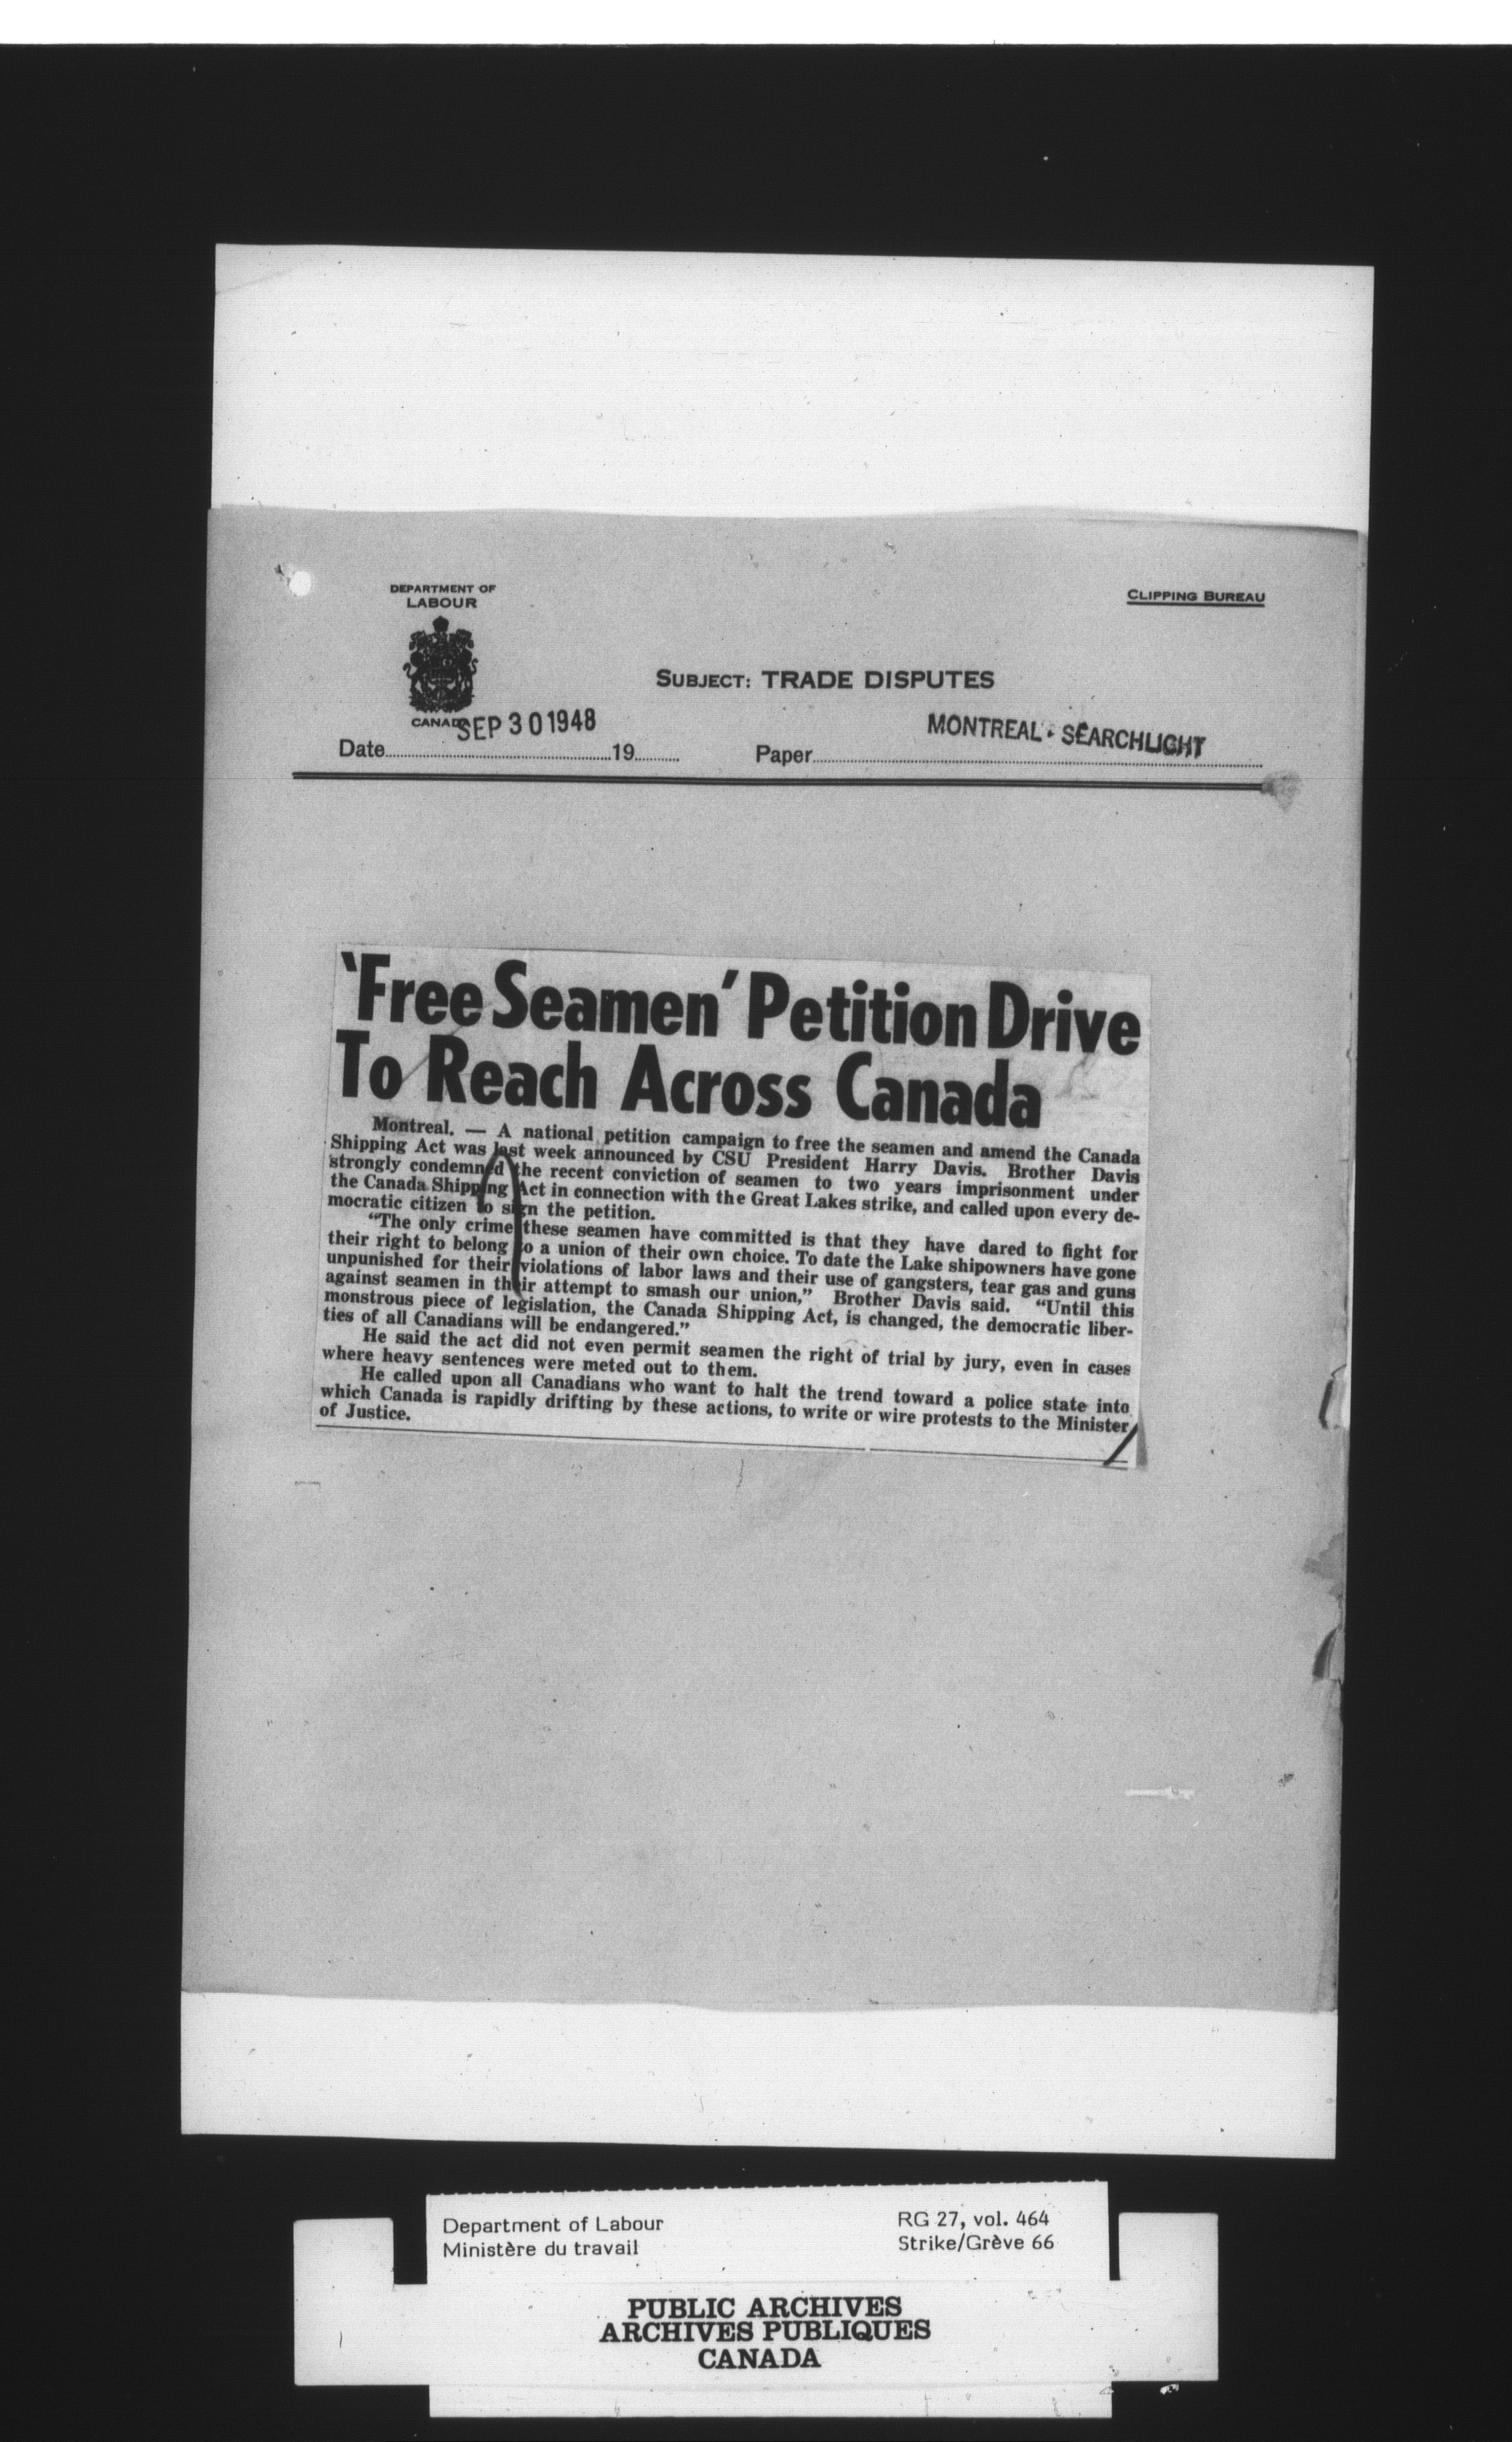 DEPARTMENT OF
LABOUR
CANADA
CLIPPING BUREAU
SUBJECT: TRADE DISPUTES
SEP 30 1948
MONTREAL - SEARCHLIGHT
Date 19
Paper
'Free Seamen' Petition Drive
To Reach Across Canada
Montreal. — A national petition campaign to free the seamen and amend the Canada
Shipping Act was last week announced by CSU President Harry Davis. Brother Davis
strongly condemned the recent conviction of seamen to two years imprisonment under
the Canada Shipping Act in connection with the Great Lakes strike, and called upon every de-
mocratic citizen to sign the petition.
"The only crime these seamen have committed is that they have dared to fight for
their right to belong to a union of their own choice. To date the Lake shipowners have gone
unpunished for their violations of labor laws and their use of gangsters, tear gas and guns
against seamen in their attempt to smash our union," Brother Davis said. "Until this
monstrous piece of legislation, the Canada Shipping Act, is changed, the democratic liber-
ties of all Canadians will be endangered."
He said the act did not even permit seamen the right of trial by jury, even in cases
where heavy sentences were meted out to them.
He called upon all Canadians who want to halt the trend toward a police state into
which Canada is rapidly drifting by these actions, to write or wire protests to the Minister
of Justice.
Department of Labour
Ministère du travail
RG 27, vol. 464
Strike/Grève 66
PUBLIC ARCHIVES
ARCHIVES PUBLIQUES
CANADA